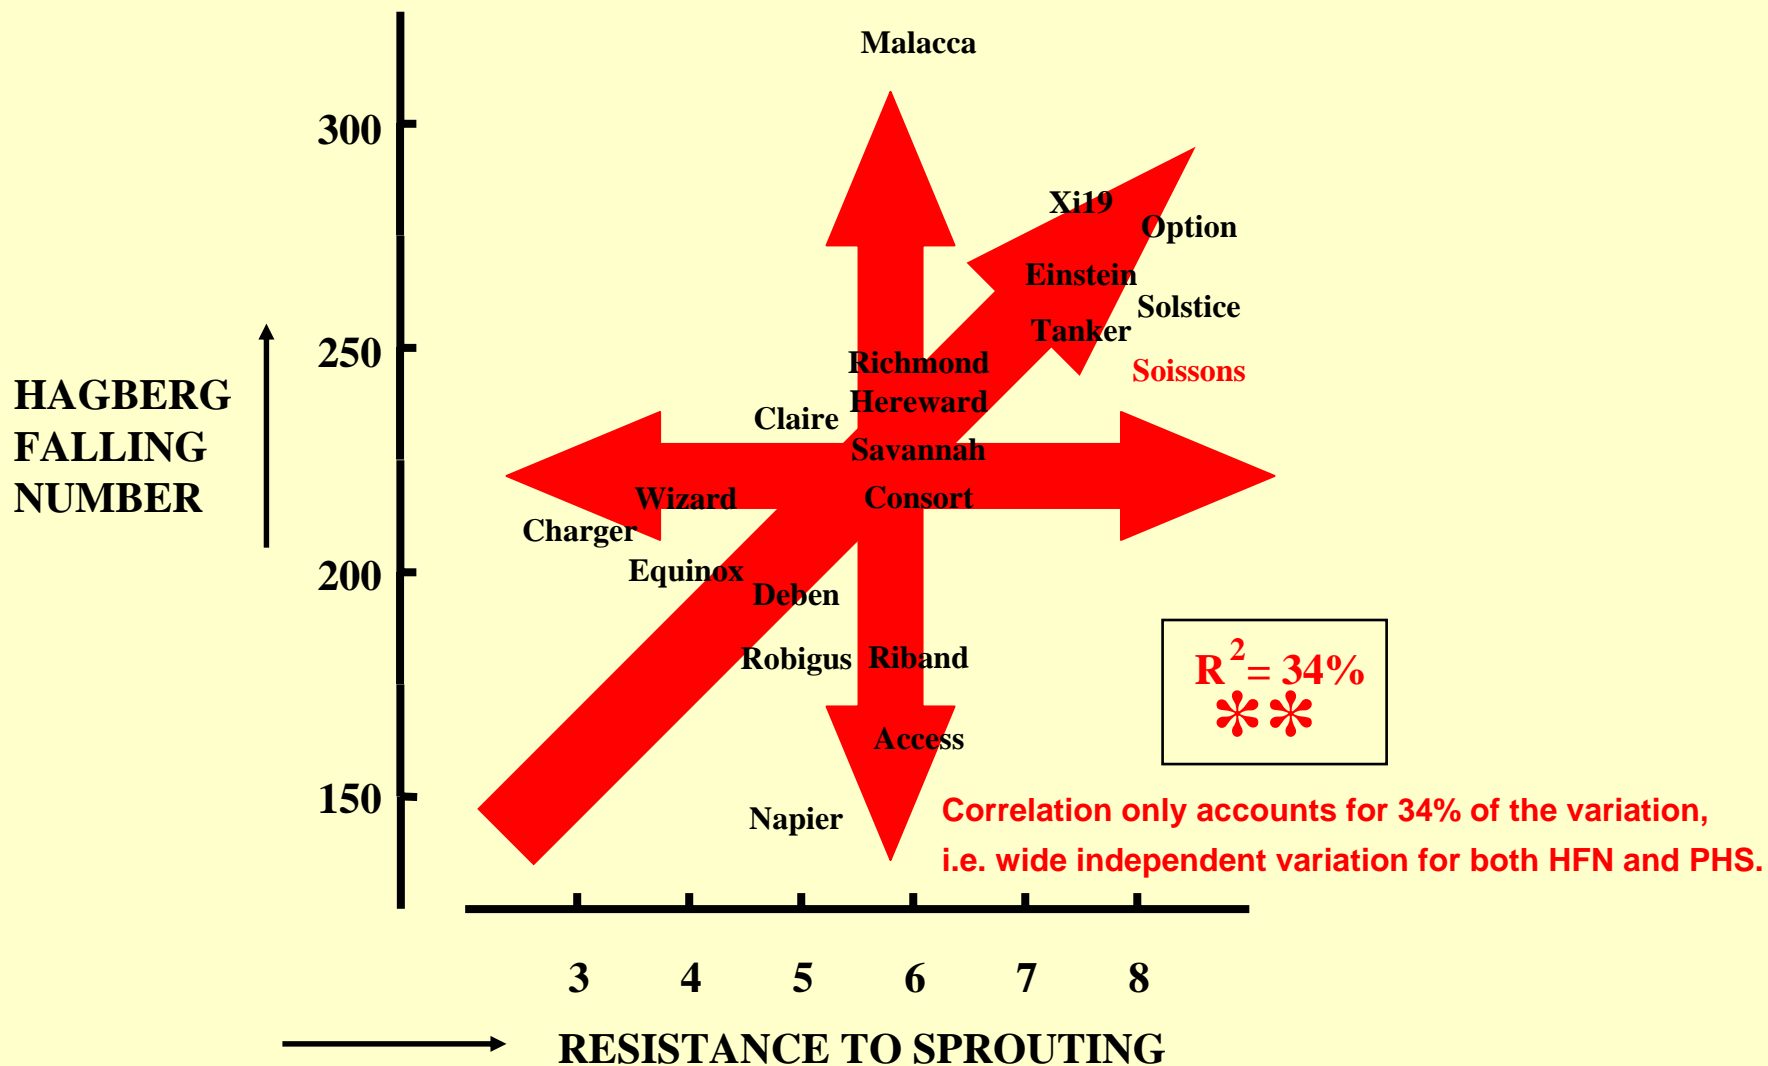 Malacca
300
Xi19
Option
Einstein
Solstice
Tanker
250
Richmond
Soissons
HAGBERG
FALLING
NUMBER
Hereward
Claire
Savannah
Wizard
Consort
Charger
200
Equinox
Deben
Robigus
Riband
R2= 34%
**
Access
150
Napier
Correlation only accounts for 34% of the variation,
i.e. wide independent variation for both HFN and PHS.
3 4 5 6 7 8
RESISTANCE TO SPROUTING